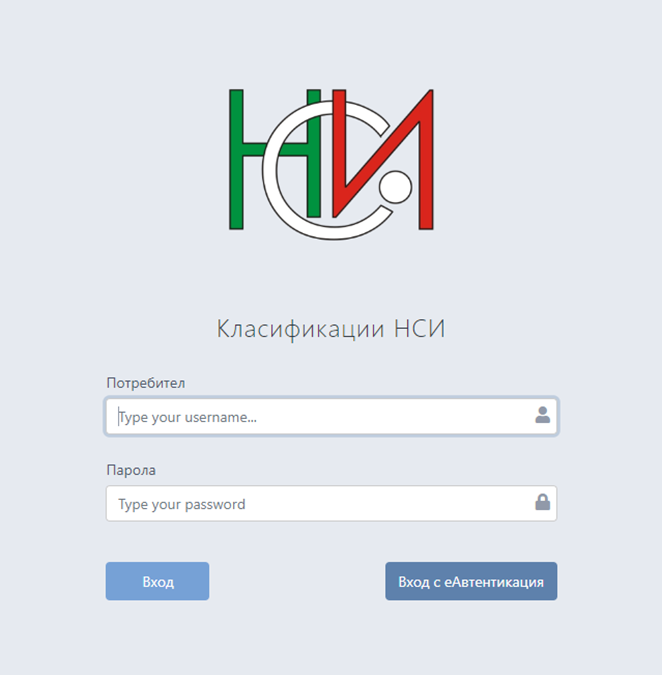 НСИ
Класификации НСИ
Потребител
Type your username...
Парола
Type your password
Вход
Вход с еАвтентикация